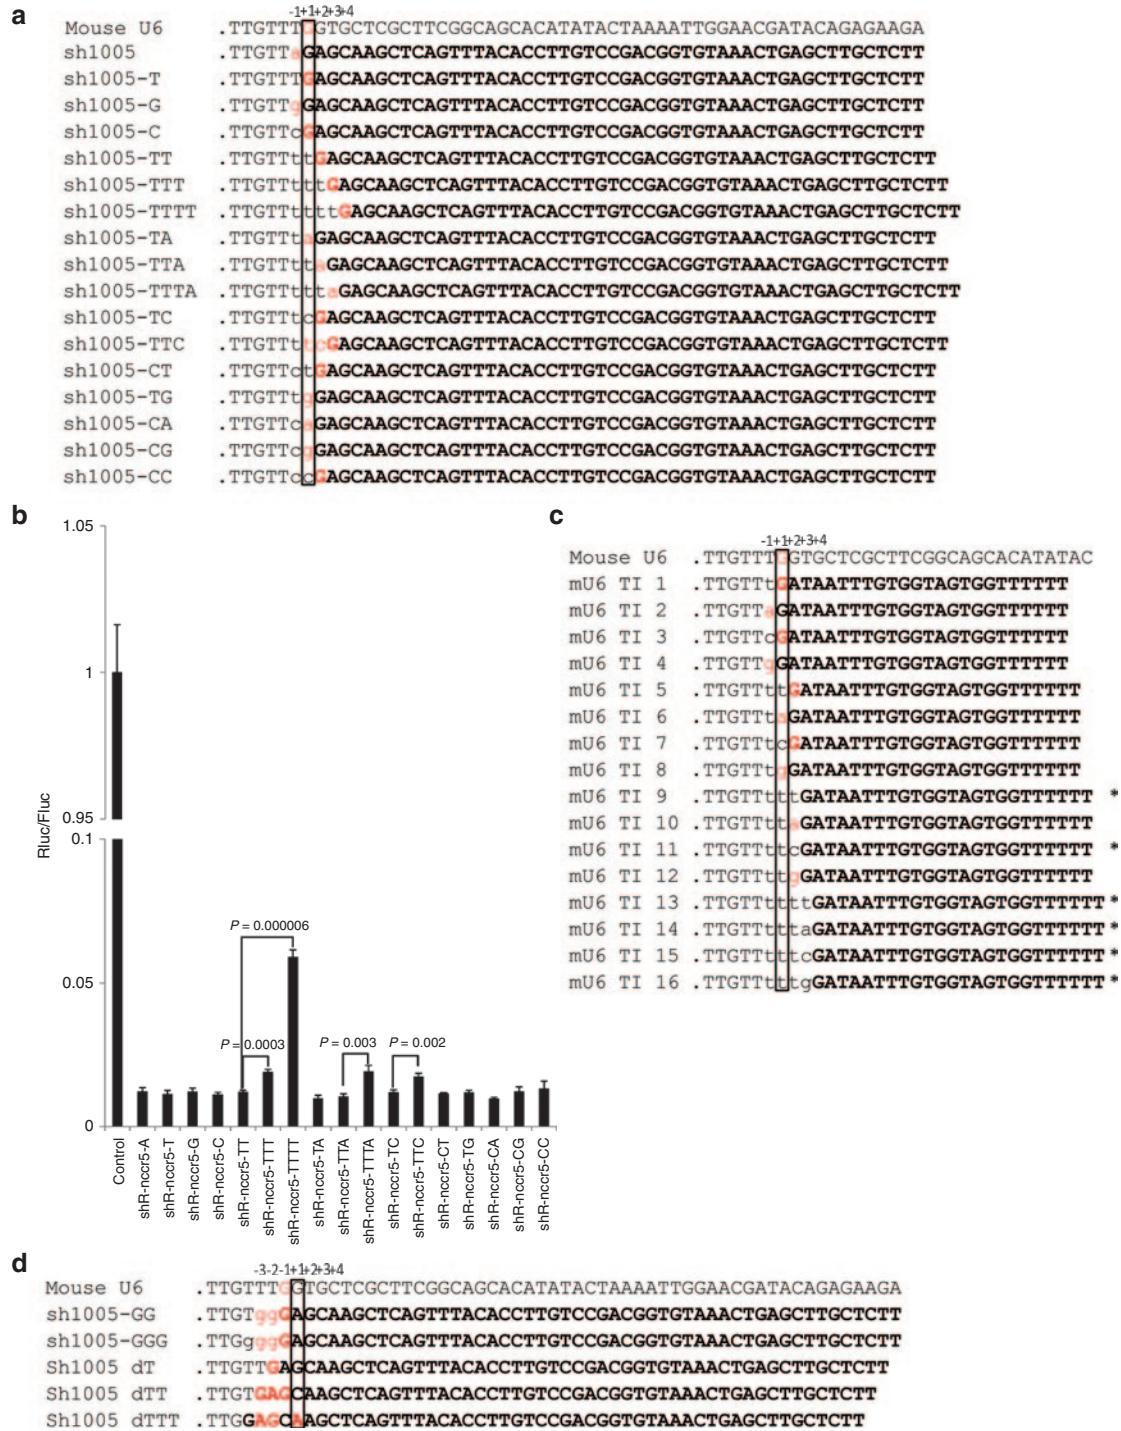 a
-1+1+2+3+4
Mouse U6 .TTGTTTGGTGCTCGCTTCGGCAGCACATATACTAAAATTGGAACGATACAGAGAAGA
sh1005 .TTGTTaGAGCAAGCTCAGTTTACACCTTGTCCGACGGTGTAAACTGAGCTTGCTCTT
sh1005-T .TTGTTTGAGCAAGCTCAGTTTACACCTTGTCCGACGGTGTAAACTGAGCTTGCTCTT
sh1005-G .TTGTTgGAGCAAGCTCAGTTTACACCTTGTCCGACGGTGTAAACTGAGCTTGCTCTT
sh1005-C .TTGTTcGAGCAAGCTCAGTTTACACCTTGTCCGACGGTGTAAACTGAGCTTGCTCTT
sh1005-TT .TTGTTttGAGCAAGCTCAGTTTACACCTTGTCCGACGGTGTAAACTGAGCTTGCTCTT
sh1005-TTT .TTGTTtttGAGCAAGCTCAGTTTACACCTTGTCCGACGGTGTAAACTGAGCTTGCTCTT
sh1005-TTTT .TTGTTttttGAGCAAGCTCAGTTTACACCTTGTCCGACGGTGTAAACTGAGCTTGCTCTT
sh1005-TA .TTGTTtaGAGCAAGCTCAGTTTACACCTTGTCCGACGGTGTAAACTGAGCTTGCTCTT
sh1005-TTA .TTGTTttaGAGCAAGCTCAGTTTACACCTTGTCCGACGGTGTAAACTGAGCTTGCTCTT
sh1005-TTTA .TTGTTtttaGAGCAAGCTCAGTTTACACCTTGTCCGACGGTGTAAACTGAGCTTGCTCTT
sh1005-TC .TTGTTtcGAGCAAGCTCAGTTTACACCTTGTCCGACGGTGTAAACTGAGCTTGCTCTT
sh1005-TTC .TTGTTttcGAGCAAGCTCAGTTTACACCTTGTCCGACGGTGTAAACTGAGCTTGCTCTT
sh1005-CT .TTGTTctGAGCAAGCTCAGTTTACACCTTGTCCGACGGTGTAAACTGAGCTTGCTCTT
sh1005-TG .TTGTTtgGAGCAAGCTCAGTTTACACCTTGTCCGACGGTGTAAACTGAGCTTGCTCTT
sh1005-CA .TTGTTcaGAGCAAGCTCAGTTTACACCTTGTCCGACGGTGTAAACTGAGCTTGCTCTT
sh1005-CG .TTGTTcgGAGCAAGCTCAGTTTACACCTTGTCCGACGGTGTAAACTGAGCTTGCTCTT
sh1005-CC .TTGTTccGAGCAAGCTCAGTTTACACCTTGTCCGACGGTGTAAACTGAGCTTGCTCTT
b
Rluc/Fluc
1.05
1
0.95
0.1
0.05
0
P = 0.000006
P = 0.0003
P = 0.003
P = 0.002
Control
shR-nccr5-A
shR-nccr5-T
shR-nccr5-G
shR-nccr5-C
shR-nccr5-TT
shR-nccr5-TTT
shR-nccr5-TTTT
shR-nccr5-TA
shR-nccr5-TTA
shR-nccr5-TTTA
shR-nccr5-TC
shR-nccr5-TTC
shR-nccr5-CT
shR-nccr5-TG
shR-nccr5-CA
shR-nccr5-CG
shR-nccr5-CC
c
-1+1+2+3+4
Mouse U6 .TTGTTTGGTGCTCGCTTCGGCAGCACATATAC
mU6 TI 1 .TTGTTtGATAATTTGTGGTAGTGGTTTTTT
mU6 TI 2 .TTGTTaGATAATTTGTGGTAGTGGTTTTTT
mU6 TI 3 .TTGTTcGATAATTTGTGGTAGTGGTTTTTT
mU6 TI 4 .TTGTTgGATAATTTGTGGTAGTGGTTTTTT
mU6 TI 5 .TTGTTttGATAATTTGTGGTAGTGGTTTTTT
mU6 TI 6 .TTGTTtaGATAATTTGTGGTAGTGGTTTTTT
mU6 TI 7 .TTGTTtcGATAATTTGTGGTAGTGGTTTTTT
mU6 TI 8 .TTGTTtgGATAATTTGTGGTAGTGGTTTTTT
mU6 TI 9 .TTGTTtttGATAATTTGTGGTAGTGGTTTTTT *
mU6 TI 10 .TTGTTttaGATAATTTGTGGTAGTGGTTTTTT
mU6 TI 11 .TTGTTttcGATAATTTGTGGTAGTGGTTTTTT *
mU6 TI 12 .TTGTTttgGATAATTTGTGGTAGTGGTTTTTT
mU6 TI 13 .TTGTTttttGATAATTTGTGGTAGTGGTTTTTT *
mU6 TI 14 .TTGTTtttaGATAATTTGTGGTAGTGGTTTTTT *
mU6 TI 15 .TTGTTtttcGATAATTTGTGGTAGTGGTTTTTT *
mU6 TI 16 .TTGTTtttgGATAATTTGTGGTAGTGGTTTTTT *
d
-3-2-1+1+2+3+4
Mouse U6 .TTGTTTGGTGCTCGCTTCGGCAGCACATATACTAAAATTGGAACGATACAGAGAAGA
sh1005-GG .TTGTggGAGCAAGCTCAGTTTACACCTTGTCCGACGGTGTAAACTGAGCTTGCTCTT
sh1005-GGG .TTGgggGAGCAAGCTCAGTTTACACCTTGTCCGACGGTGTAAACTGAGCTTGCTCTT
Sh1005 dT .TTGTTGAGCAAGCTCAGTTTACACCTTGTCCGACGGTGTAAACTGAGCTTGCTCTT
Sh1005 dTT .TTGTGAGCAAGCTCAGTTTACACCTTGTCCGACGGTGTAAACTGAGCTTGCTCTT
Sh1005 dTTT .TTGGAGCAAGCTCAGTTTACACCTTGTCCGACGGTGTAAACTGAGCTTGCTCTT